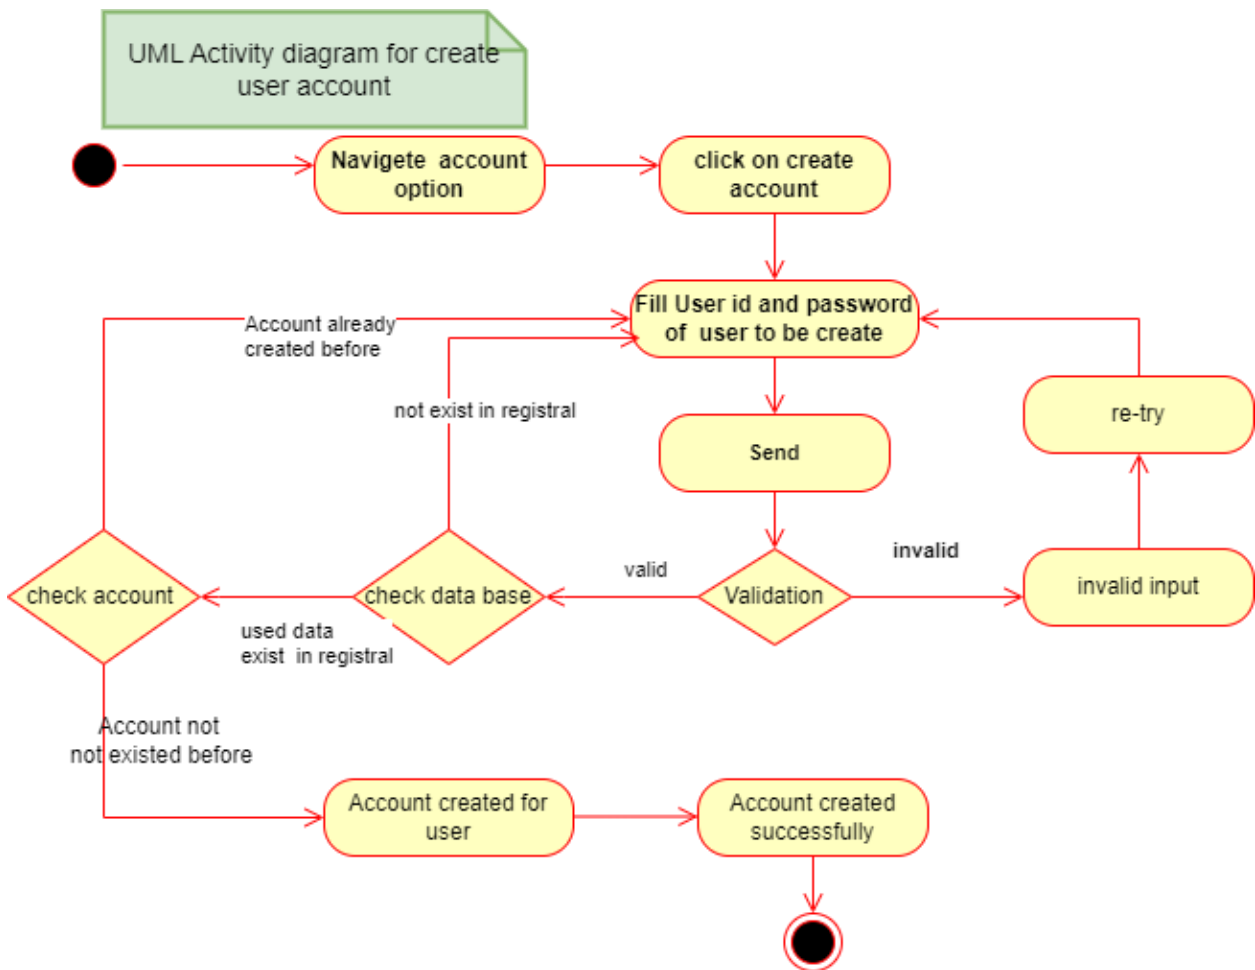 UML Activity diagram for create
user account
Navigete account
option
click on create
account
Fill User id and password
of user to be create
Account already
created before
not exist in registral
re-try
Send
invalid
valid
check account
check data base
Validation
invalid input
used data
exist in registral
Account not
not existed before
Account created for
user
Account created
successfully